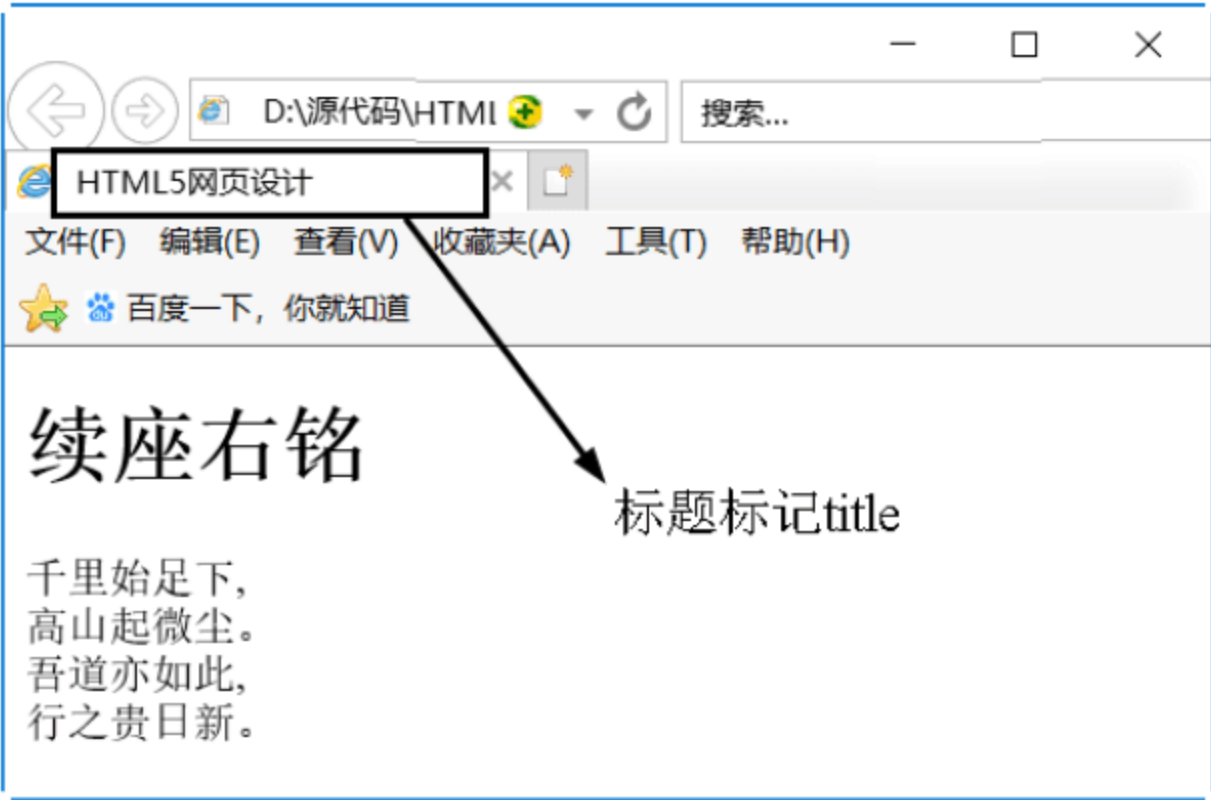 D:\源代码\HTML
搜索...
HTML5网页设计
文件(F) 编辑(E) 查看(V) 收藏夹(A) 工具(T) 帮助(H)
百度一下，你就知道
续座右铭
标题标记title
千里始足下,
高山起微尘。
吾道亦如此,
行之贵日新。